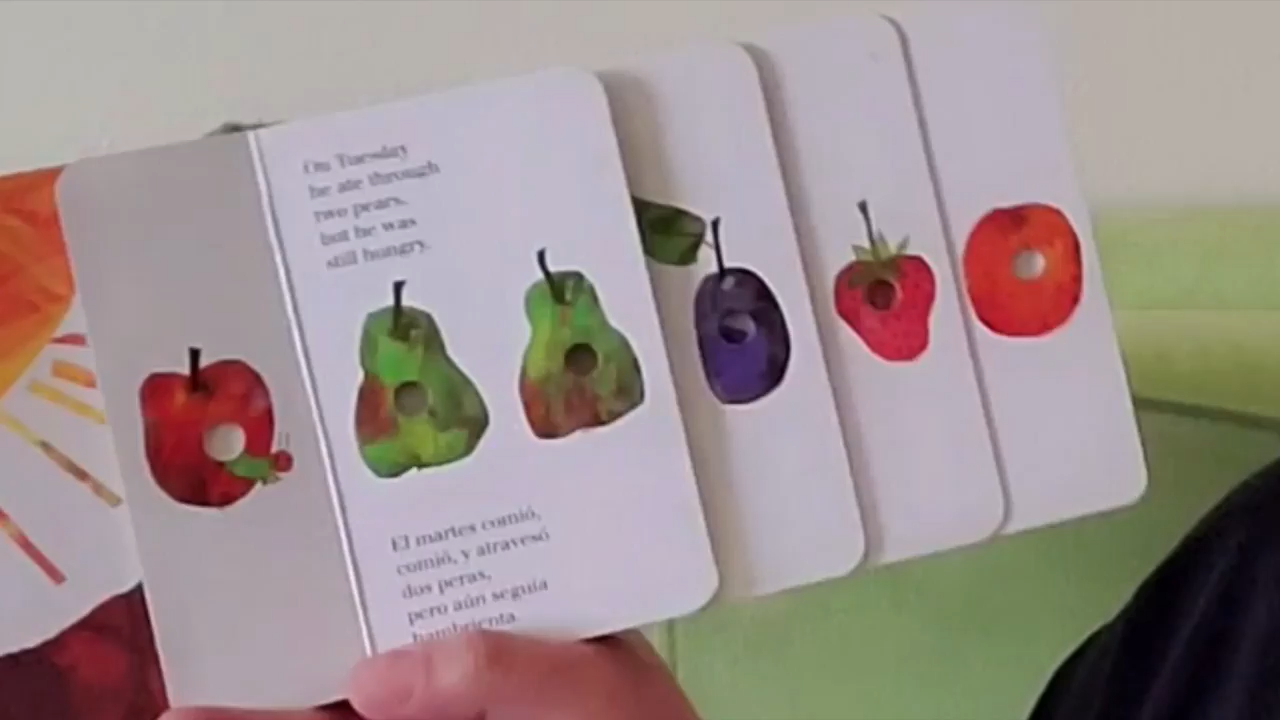 On Tuesday
he ate through
two pears,
but he was
still hungry.
El martes comió,
comió, y atravesó
dos peras,
pero aún seguía
hambrienta.